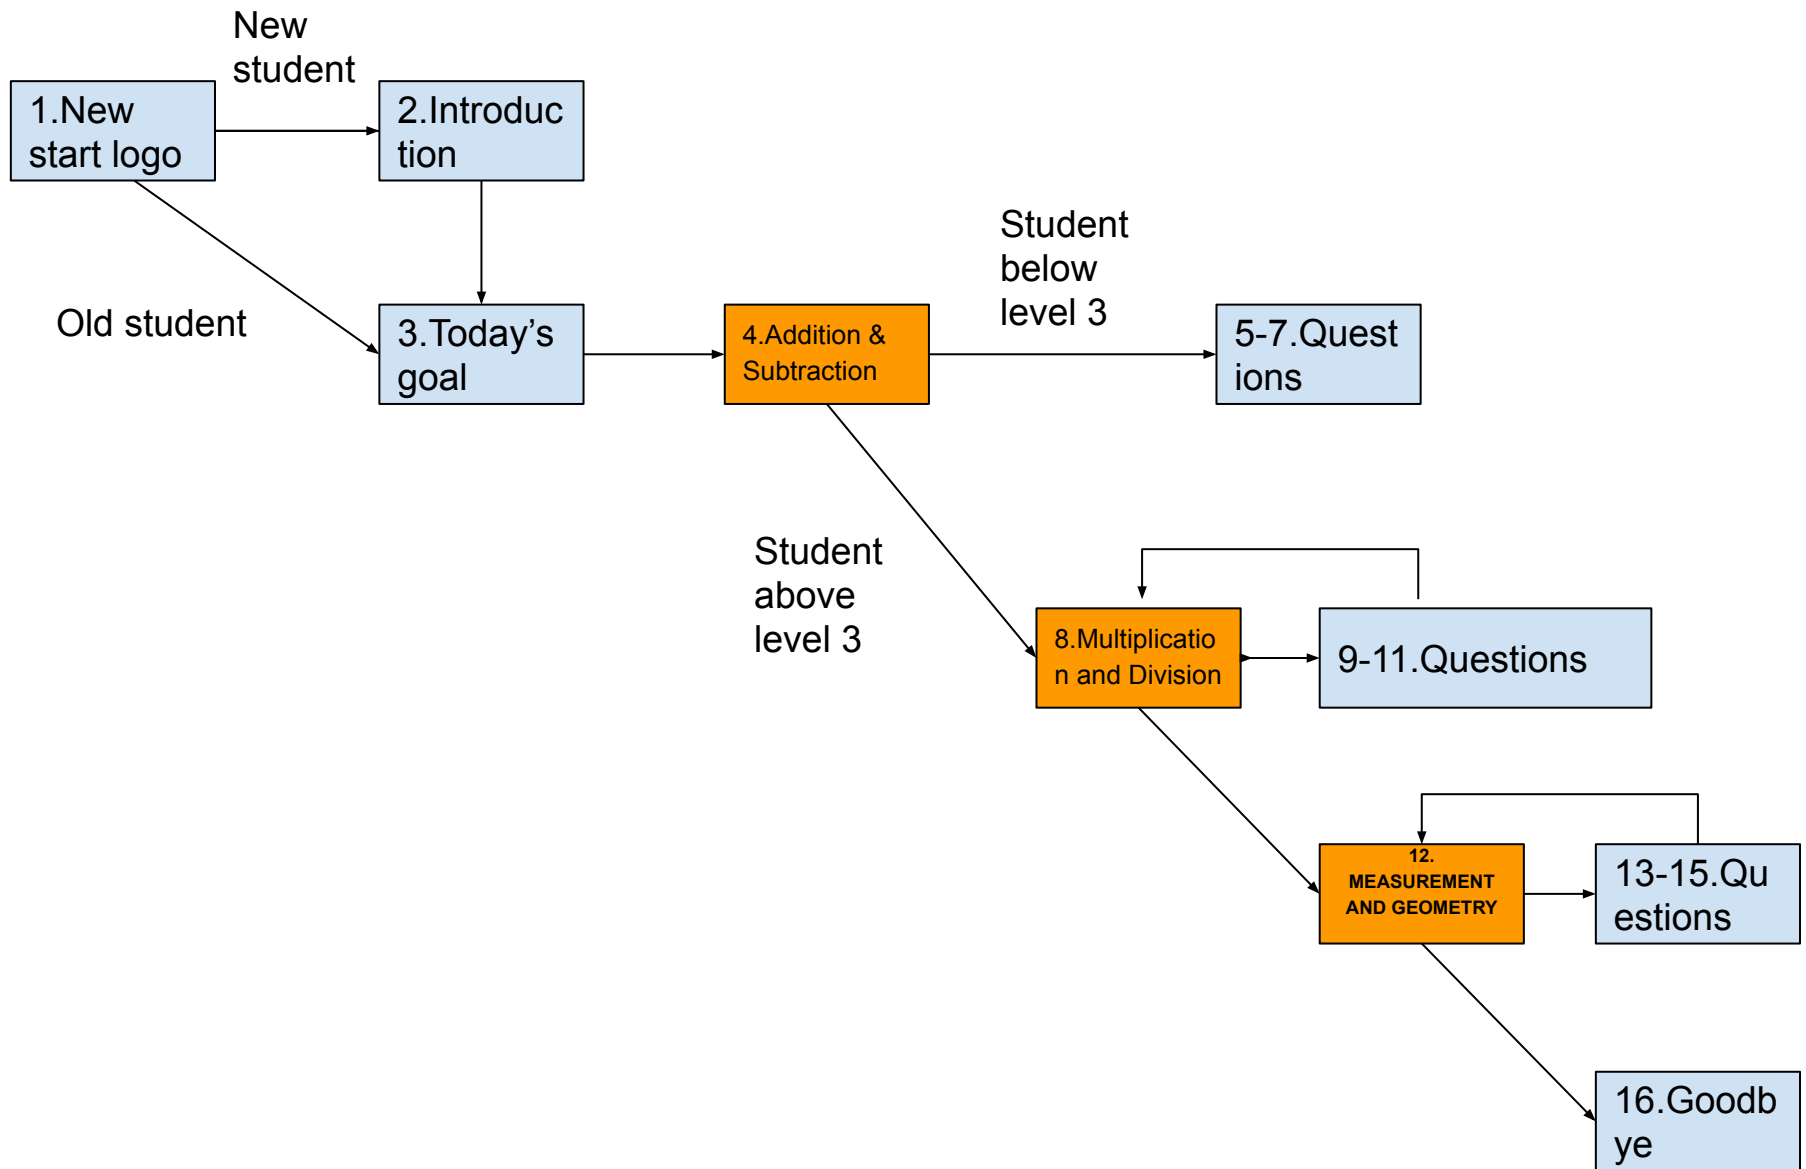 New
student
1.New
start logo
2.Introduc
tion
Student
below
level 3
Old student
3.Today’s
goal
4.Addition &
Subtraction
5-7.Quest
ions
Student
above
level 3
8.Multiplicatio
n and Division
9-11.Questions
12.
MEASUREMENT
AND GEOMETRY
13-15.Qu
estions
16.Goodb
ye